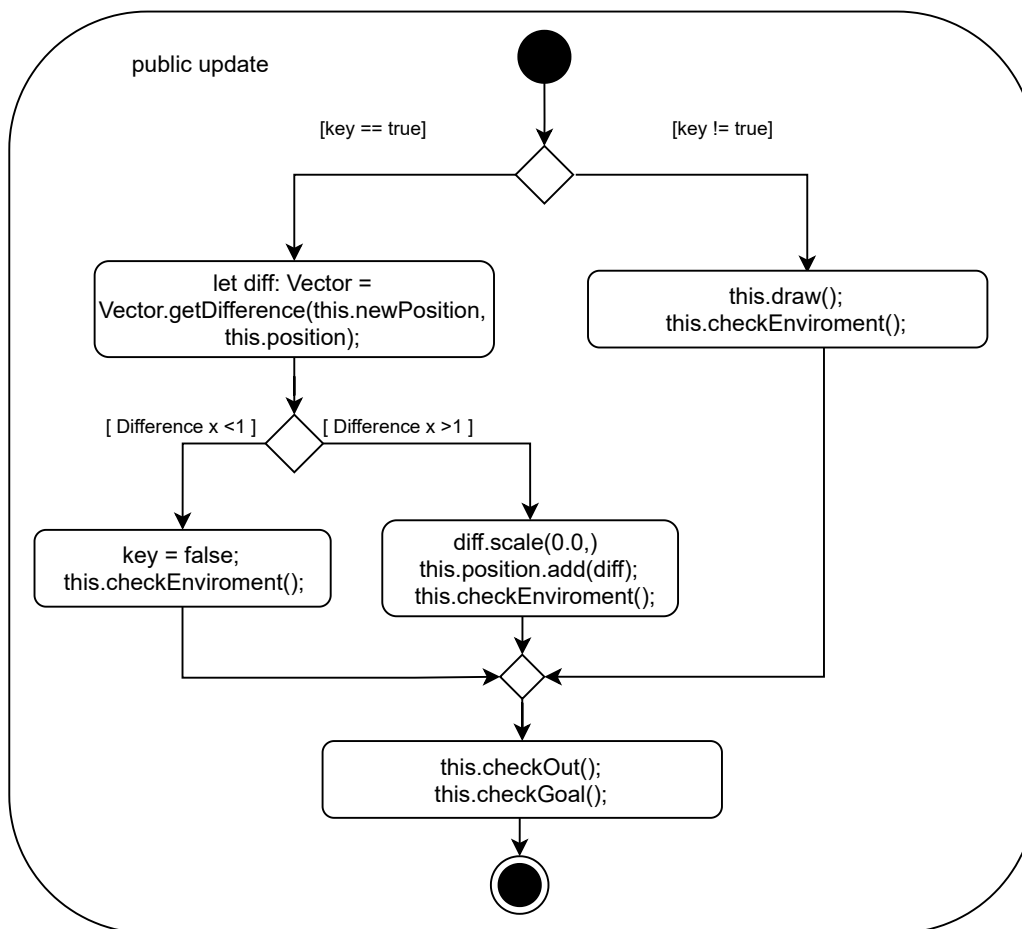 public update
[key == true]
[key != true]
let diff: Vector =
Vector.getDifference(this.newPosition,
this.position);
this.draw();
this.checkEnviroment();
[ Difference x <1 ]
[ Difference x >1 ]
key = false;
this.checkEnviroment();
diff.scale(0.0,)
this.position.add(diff);
this.checkEnviroment();
this.checkOut();
this.checkGoal();